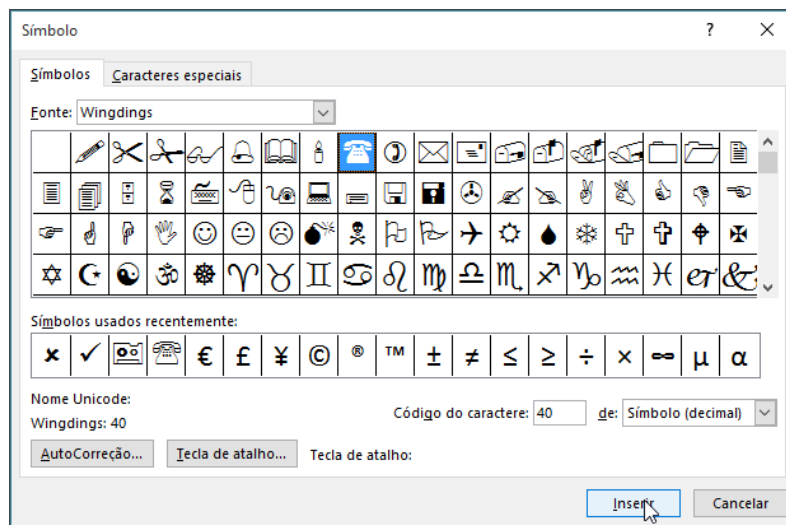 Símbolo ?
Símbolos Caracteres especiais
Fonte: Wingdings
Símbolos usados recentemente:
€ £ ¥ © ® ™ ± ≠ ≤ ≥ ÷ × ∞ µ α
Nome Unicode:
Wingdings: 40
Código do caractere: 40 de: Símbolo (decimal)
AutoCorreção... Tecla de atalho... Tecla de atalho:
Inserir Cancelar